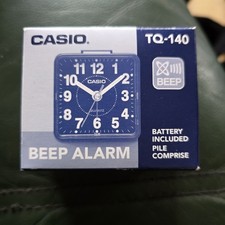 CASIO
TQ-140
BEEP
12
11
1
10
2
CASIO
9
3
8
4
7
5
6
BATTERY
INCLUDED
PILE
COMPRISE
BEEP ALARM